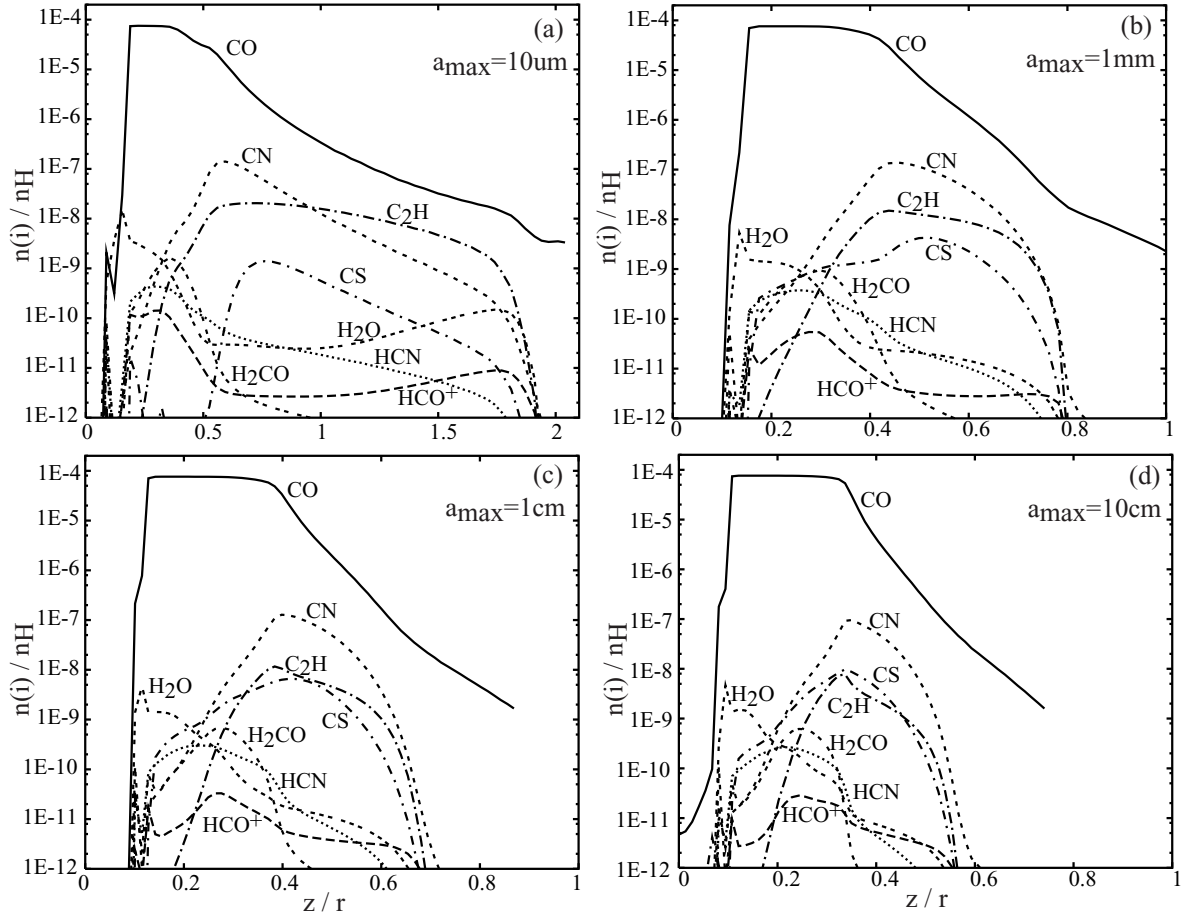 1E-4
1E-5
1E-6
1E-7
1E-8
1E-9
1E-10
1E-11
1E-12
n(i) / nH
(a)
a_max=10um
CO
CN
C2H
CS
H2O
HCN
H2CO
HCO+
0 0.5 1 1.5 2
1E-4
1E-5
1E-6
1E-7
1E-8
1E-9
1E-10
1E-11
1E-12
n(i) / nH
(b)
a_max=1mm
CO
CN
C2H
H2O
CS
H2CO
HCN
HCO+
0 0.2 0.4 0.6 0.8 1
1E-4
1E-5
1E-6
1E-7
1E-8
1E-9
1E-10
1E-11
1E-12
n(i) / nH
(c)
a_max=1cm
CO
CN
C2H
H2O
CS
H2CO
HCN
HCO+
0 0.2 0.4 0.6 0.8 1
z / r
1E-4
1E-5
1E-6
1E-7
1E-8
1E-9
1E-10
1E-11
1E-12
n(i) / nH
(d)
a_max=10cm
CO
CN
CS
H2O
C2H
H2CO
HCN
HCO+
0 0.2 0.4 0.6 0.8 1
z / r